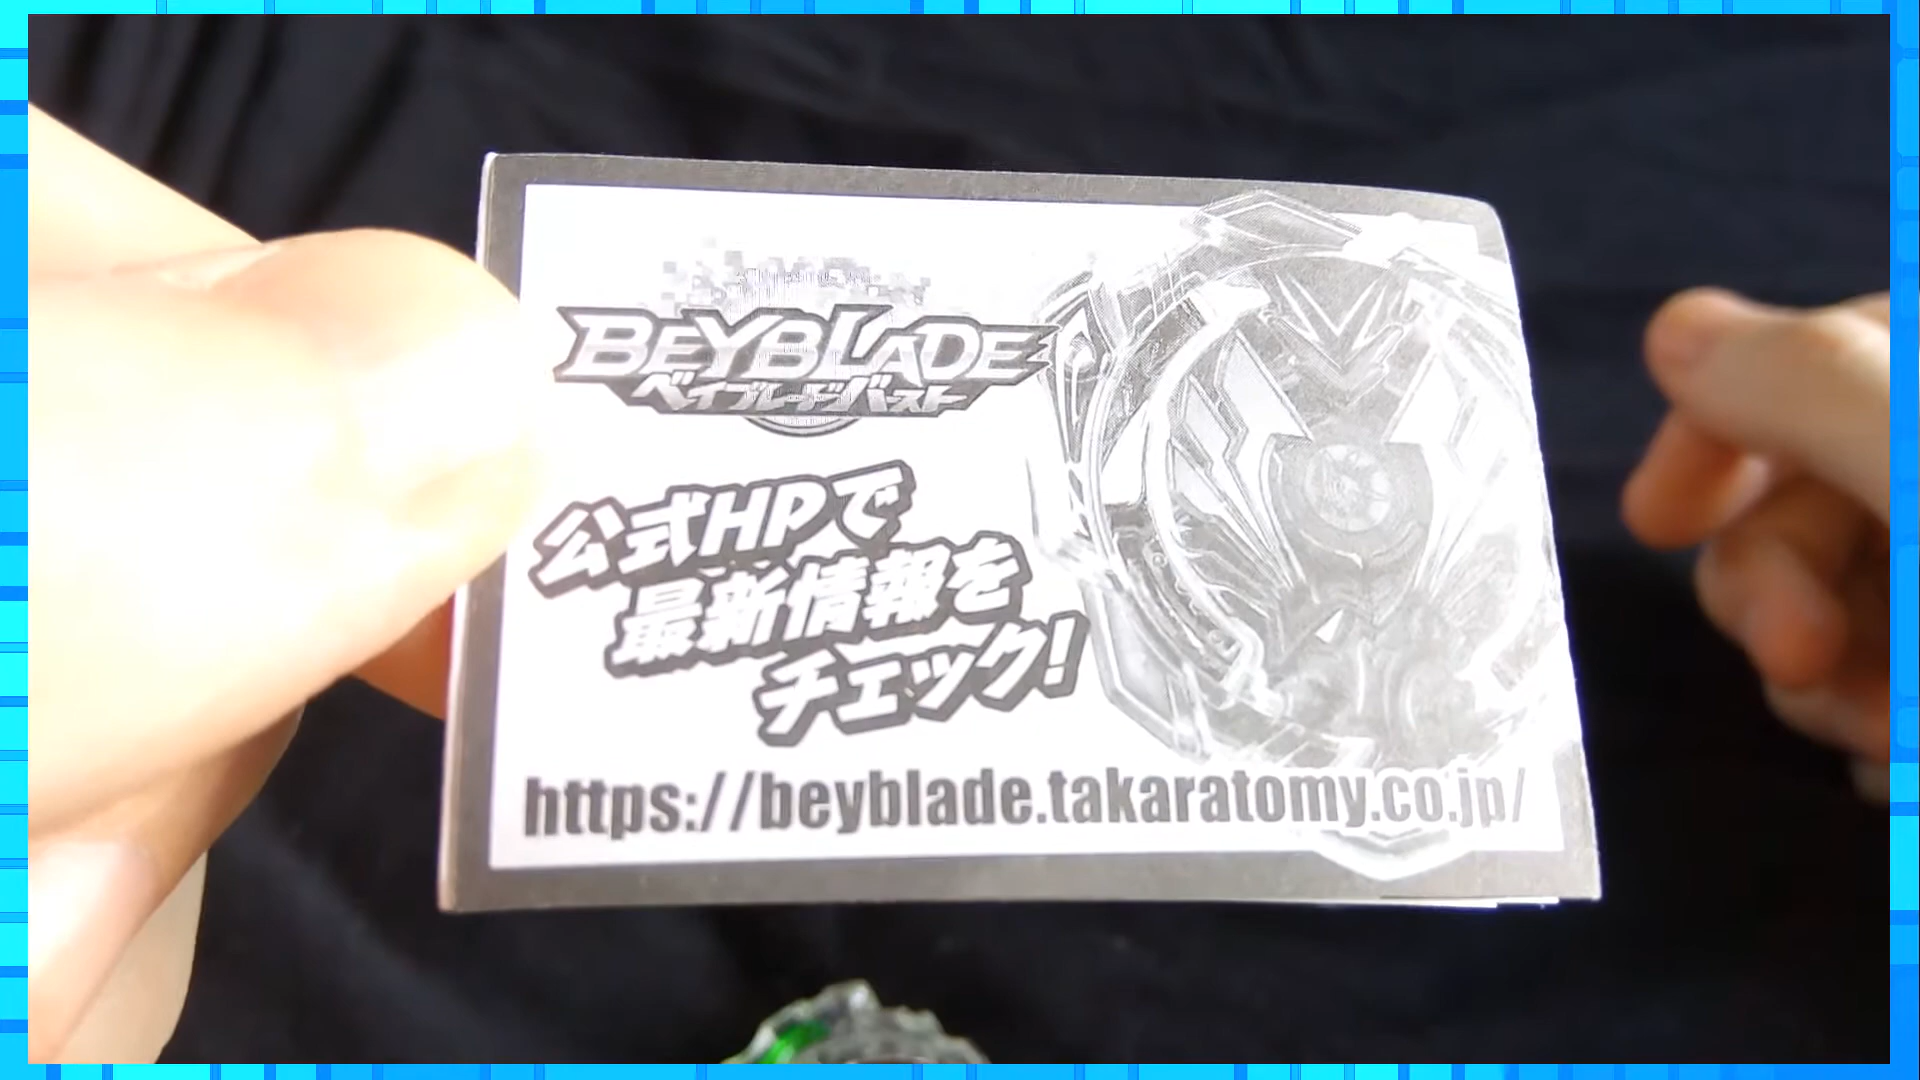 BEYBLADE
ベイブレードバースト
公式HPで
最新情報を
チェック!
https://beyblade.takaratomy.co.jp/